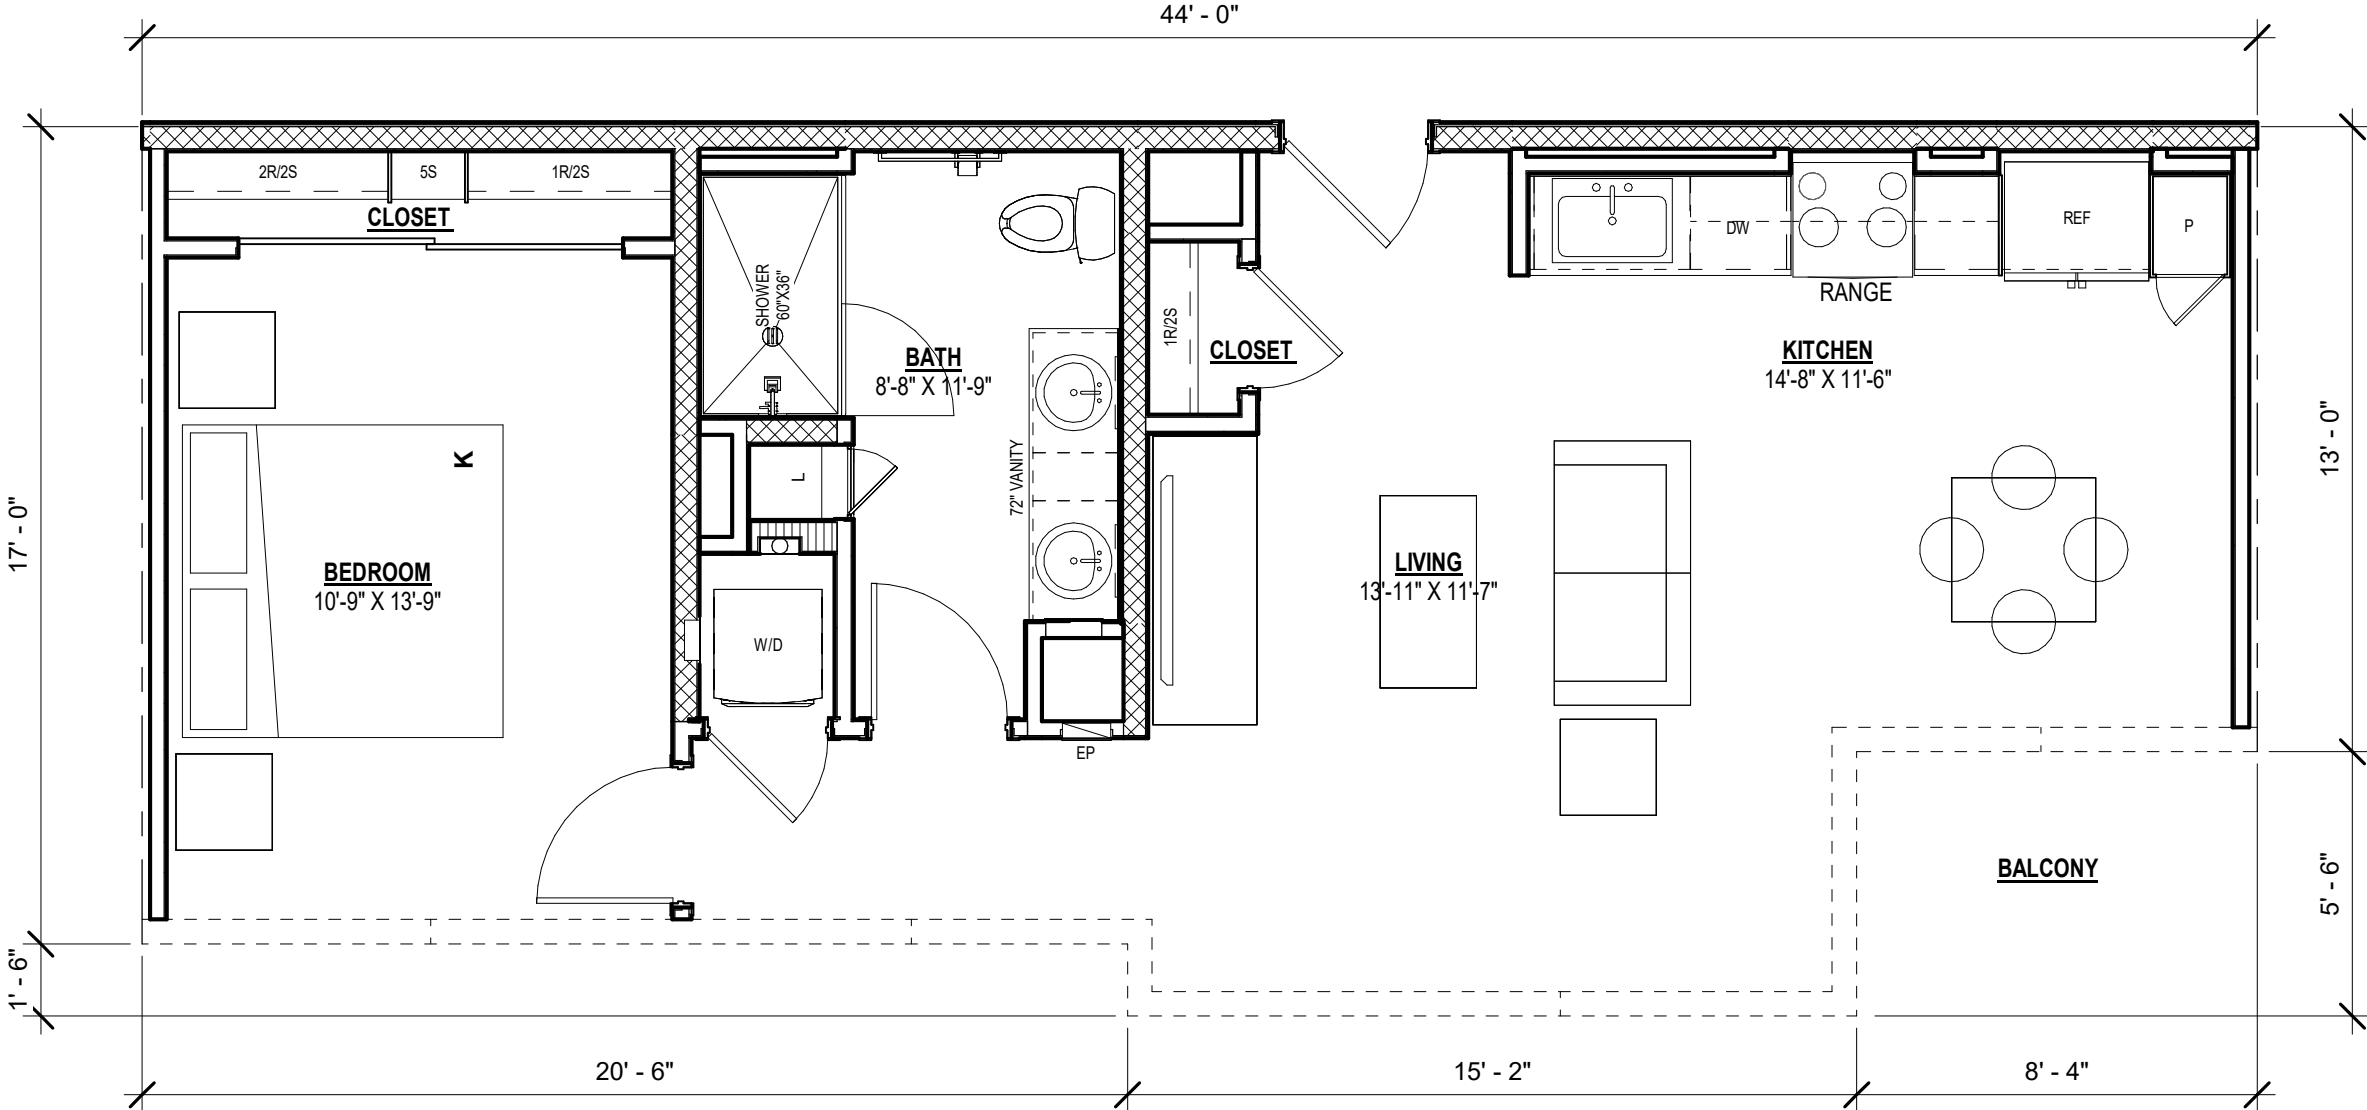 44' - 0"
2R/2S
5S
1R/2S
CLOSET
SHOWER
60"X36"
BATH
8'-8" X 11'-9"
1R/2S
CLOSET
DW
RANGE
REF
P
KITCHEN
14'-8" X 11'-6"
13' - 0"
17' - 0"
K
L
72" VANITY
BEDROOM
10'-9" X 13'-9"
W/D
EP
LIVING
13'-11" X 11'-7"
BALCONY
5' - 6"
1' - 6"
20' - 6"
15' - 2"
8' - 4"